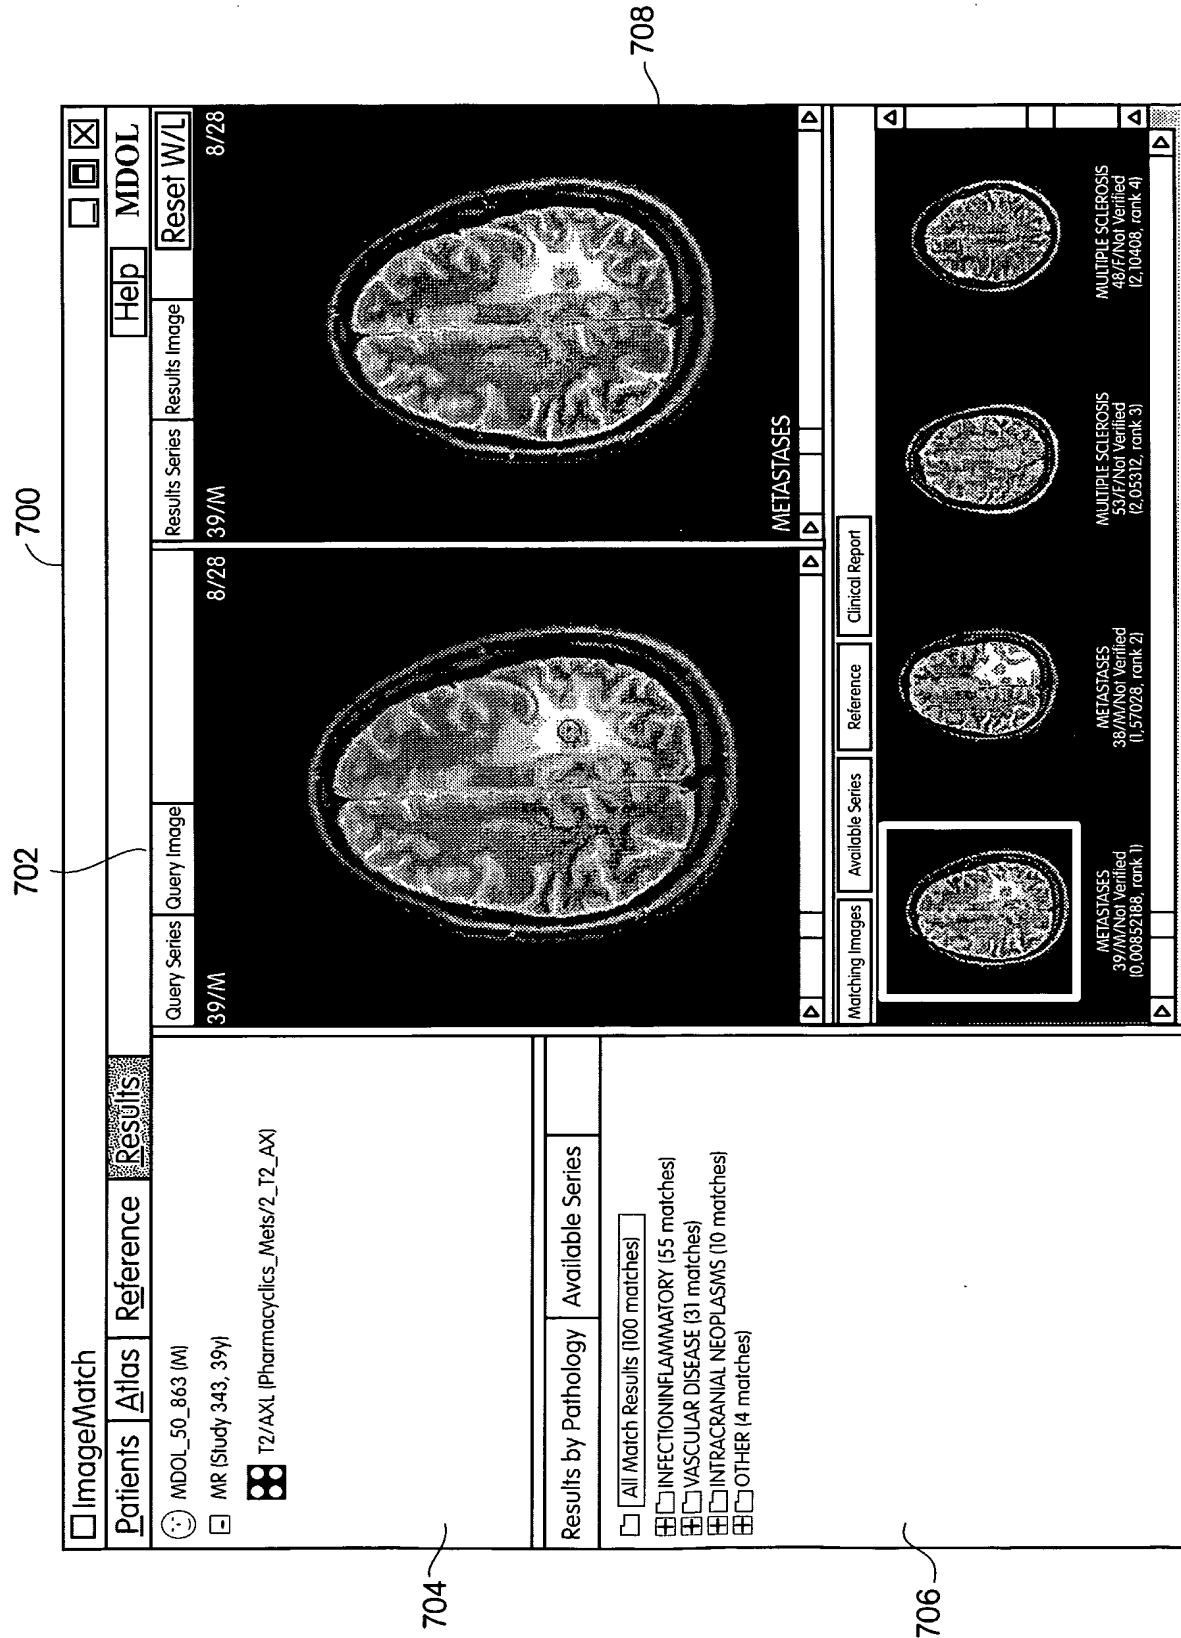 700
702
ImageMatch
Patients Atlas Reference Results Help MDOL
MDOL_50_863 (M)
MR (Study 343, 39y)
T2/AXL (Pharmacyclics_Mets/2_T2_AX)
704
Results by Pathology Available Series
All Match Results (100 matches)
INFECTIONINFLAMMATORY (55 matches)
VASCULAR DISEASE (31 matches)
INTRACRANIAL NEOPLASMS (10 matches)
OTHER (4 matches)
706
Query Series Query Image
39/M 8/28
Results Series Results Image Reset W/L
39/M 8/28
METASTASES
708
Matching Images Available Series Reference Clinical Report
METASTASES
39/M/Not Verified
(0,00852188, rank 1)
METASTASES
38/M/Not Verified
(1,57028, rank 2)
MULTIPLE SCLEROSIS
53/F/Not Verified
(2,05312, rank 3)
MULTIPLE SCLEROSIS
48/F/Not Verified
(2,10408, rank 4)